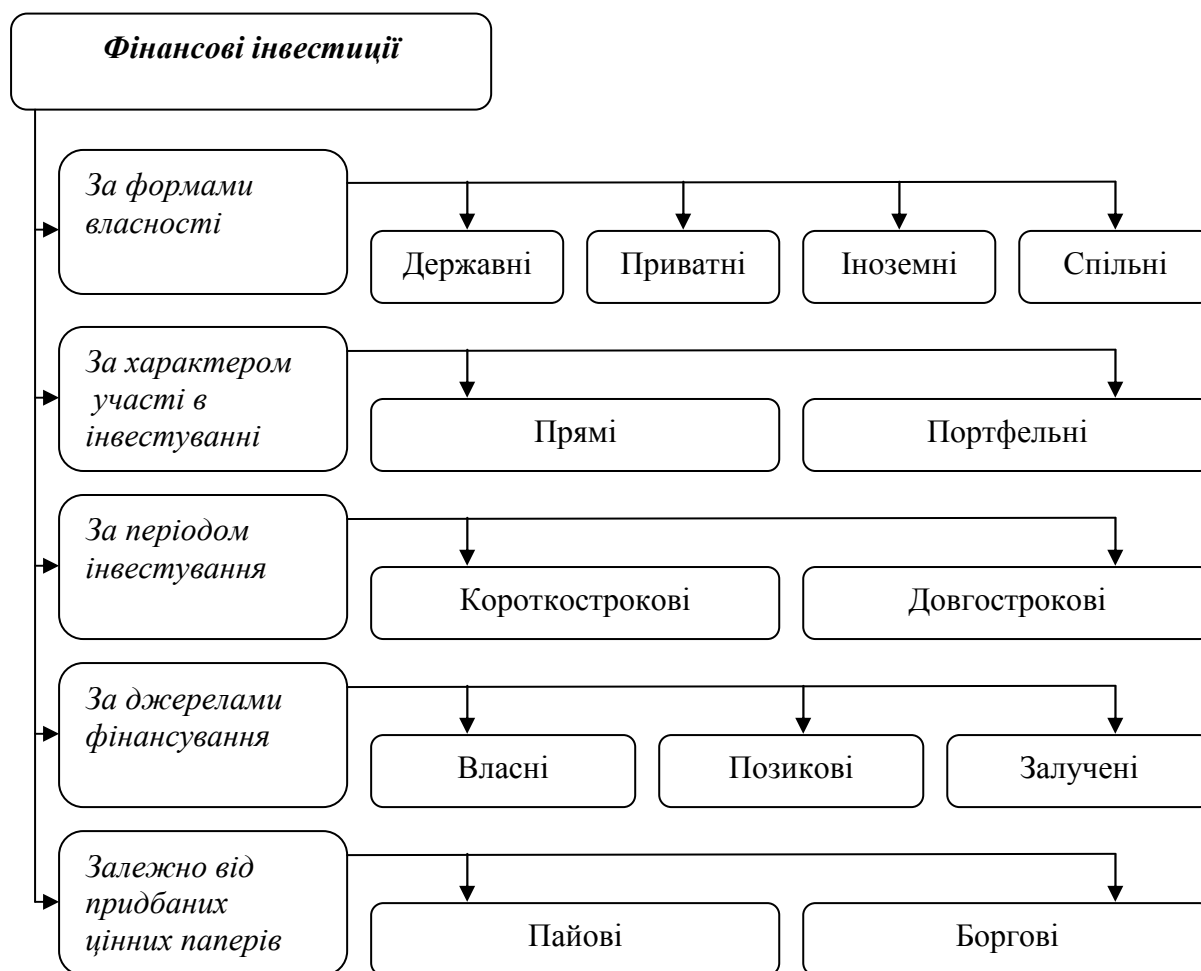 Фінансові інвестиції
За формами
власності
Державні
Приватні
Іноземні
Спільні
За характером
участі в
інвестуванні
Прямі
Портфельні
За періодом
інвестування
Короткострокові
Довгострокові
За джерелами
фінансування
Власні
Позикові
Залучені
Залежно від
придбаних
цінних паперів
Пайові
Боргові